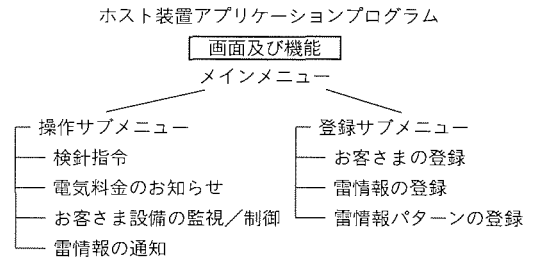 ホスト装置アプリケーションプログラム
画面及び機能
メインメニュー
操作サブメニュー
検針指令
電気料金のお知らせ
お客さま設備の監視／制御
雷情報の通知
登録サブメニュー
お客さまの登録
雷情報の登録
雷情報パターンの登録